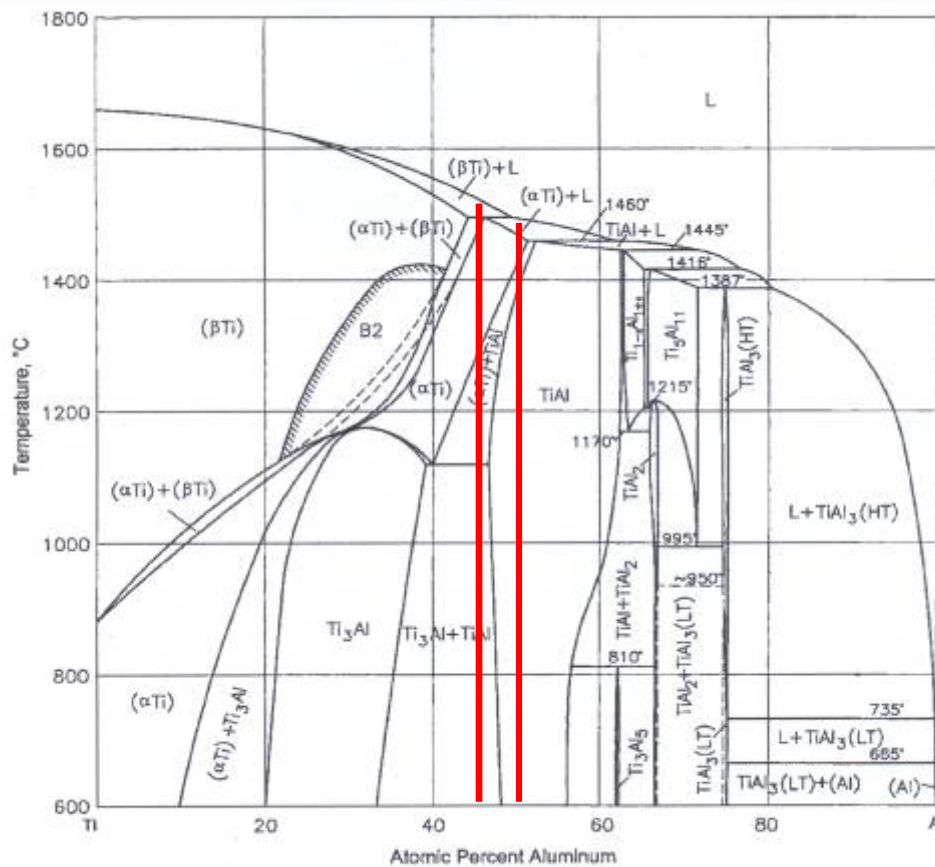 1800
L
1600
(βTi)+L
(αTi)+L
1460°
TiAl+L
1445°
(αTi)+(βTi)
1416°
1387°
1400
B2
(βTi)
Ti₅Al₁₁
TiAl₃(HT)
(αTi)+TiAl
(αTi)
TiAl
1215°
1200
1170°
TiAl₂
(αTi)+(βTi)
L+TiAl₃(HT)
995°
1000
950°
Ti₃Al
Ti₃Al+TiAl
TiAl+TiAl₂
TiAl₂+TiAl₃(LT)
810°
800
(αTi)
(αTi)+Ti₃Al
735°
Ti₃Al₅
TiAl₃(LT)
L+TiAl₃(LT)
665°
TiAl₃(LT)+(Al)
(Al)
600
Ti
20
40
60
80
A
Temperature, °C
Atomic Percent Aluminum